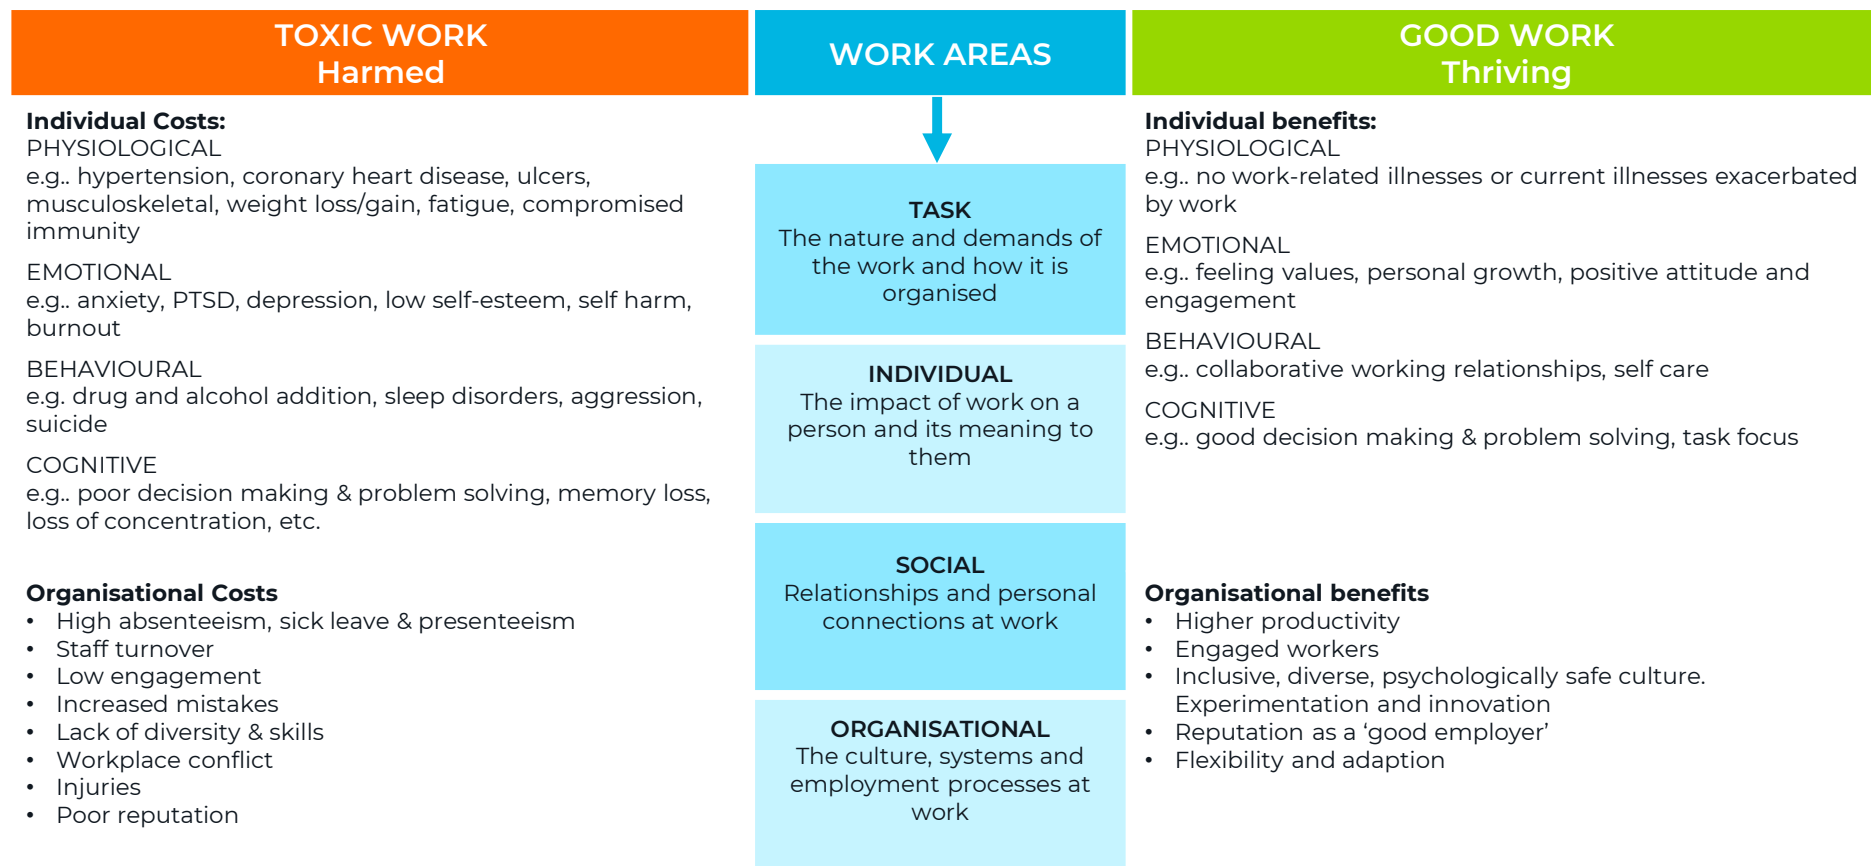 TOXIC WORK
Harmed
Individual Costs:
PHYSIOLOGICAL
e.g.. hypertension, coronary heart disease, ulcers,
musculoskeletal, weight loss/gain, fatigue, compromised
immunity
EMOTIONAL
e.g.. anxiety, PTSD, depression, low self-esteem, self harm,
burnout
BEHAVIOURAL
e.g. drug and alcohol addition, sleep disorders, aggression,
suicide
COGNITIVE
e.g.. poor decision making & problem solving, memory loss,
loss of concentration, etc.
Organisational Costs
• High absenteeism, sick leave & presenteeism
• Staff turnover
• Low engagement
• Increased mistakes
• Lack of diversity & skills
• Workplace conflict
• Injuries
• Poor reputation
WORK AREAS
TASK
The nature and demands of
the work and how it is
organised
INDIVIDUAL
The impact of work on a
person and its meaning to
them
SOCIAL
Relationships and personal
connections at work
ORGANISATIONAL
The culture, systems and
employment processes at
work
GOOD WORK
Thriving
Individual benefits:
PHYSIOLOGICAL
e.g.. no work-related illnesses or current illnesses exacerbated
by work
EMOTIONAL
e.g.. feeling values, personal growth, positive attitude and
engagement
BEHAVIOURAL
e.g.. collaborative working relationships, self care
COGNITIVE
e.g.. good decision making & problem solving, task focus
Organisational benefits
• Higher productivity
• Engaged workers
• Inclusive, diverse, psychologically safe culture.
Experimentation and innovation
• Reputation as a ‘good employer’
• Flexibility and adaption